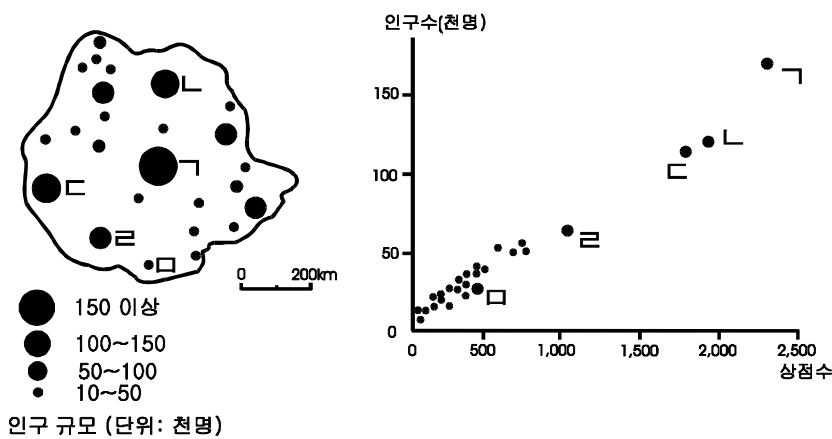 ㄴ
ㄱ
ㄷ
ㄹ
ㅁ
0 200km
150 이상
100~150
50~100
10~50
인구 규모 (단위: 천명)
인구수(천명)
150
100
50
0
ㄱ
ㄴ
ㄷ
ㄹ
ㅁ
0 500 1,000 1,500 2,000 2,500
상점수